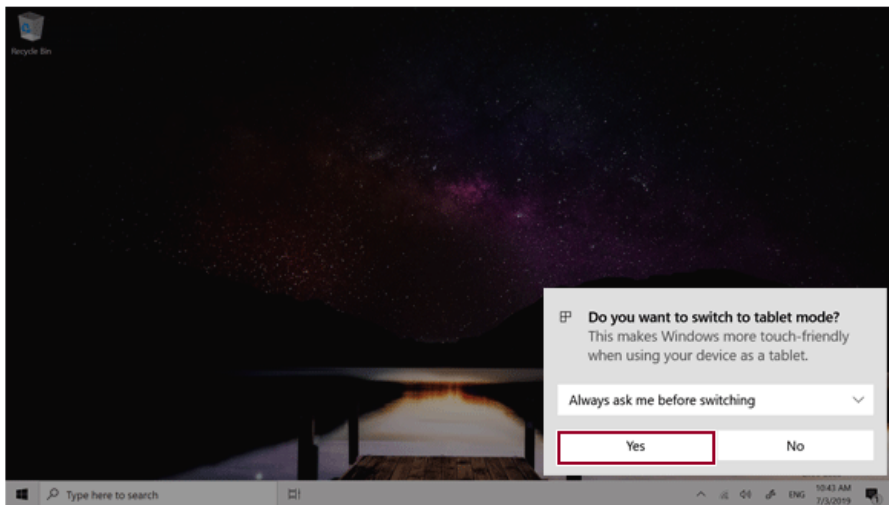 Recycle Bin
Do you want to switch to tablet mode?
This makes Windows more touch-friendly
when using your device as a tablet.
Always ask me before switching
Yes
No
Type here to search
ENG
10:43 AM
7/3/2019